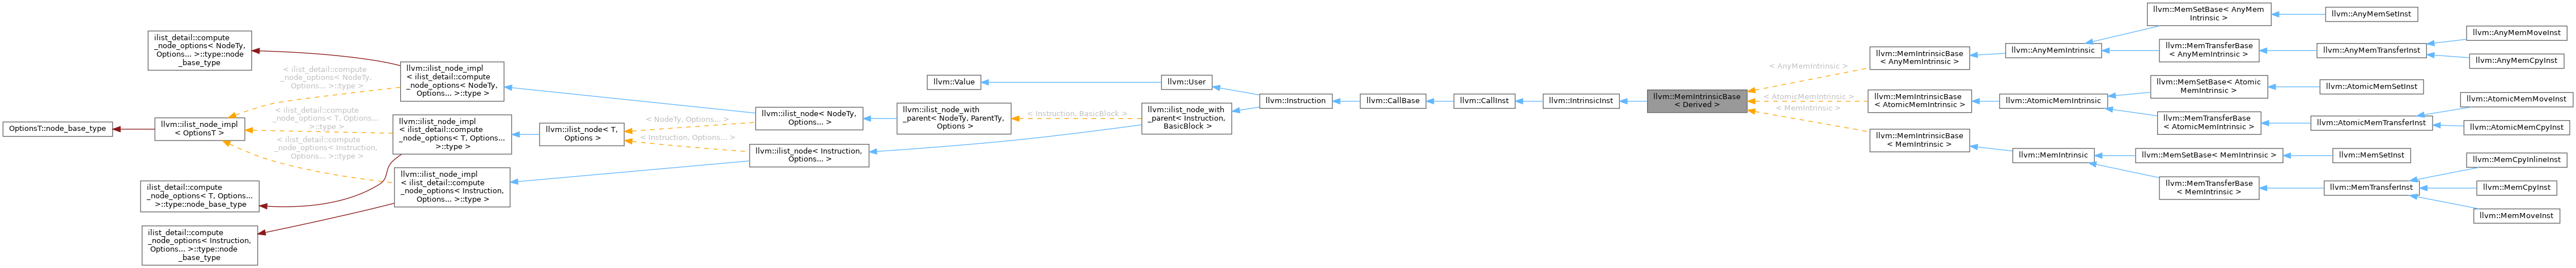 OptionsT::node_base_type
ilist_detail::compute
_node_options< NodeTy,
Options... >::type::node
_base_type
ilist_detail::compute
_node_options< T, Options...
>::type::node_base_type
ilist_detail::compute
_node_options< Instruction,
Options... >::type::node
_base_type
llvm::ilist_node_impl
< OptionsT >
< ilist_detail::compute
_node_options< NodeTy,
Options... >::type >
< ilist_detail::compute
_node_options< T, Options...
>::type >
< ilist_detail::compute
_node_options< Instruction,
Options... >::type >
llvm::ilist_node_impl
< ilist_detail::compute
_node_options< NodeTy,
Options... >::type >
llvm::ilist_node_impl
< ilist_detail::compute
_node_options< T, Options...
>::type >
llvm::ilist_node_impl
< ilist_detail::compute
_node_options< Instruction,
Options... >::type >
llvm::ilist_node< T,
Options >
< NodeTy, Options... >
< Instruction, Options... >
llvm::ilist_node< NodeTy,
Options... >
llvm::ilist_node< Instruction,
Options... >
llvm::Value
llvm::ilist_node_with
_parent< NodeTy, ParentTy,
Options >
< Instruction, BasicBlock >
llvm::User
llvm::ilist_node_with
_parent< Instruction,
BasicBlock >
llvm::Instruction
llvm::CallBase
llvm::CallInst
llvm::IntrinsicInst
llvm::MemIntrinsicBase
< Derived >
< AnyMemIntrinsic >
< AtomicMemIntrinsic >
< MemIntrinsic >
llvm::MemIntrinsicBase
< AnyMemIntrinsic >
llvm::MemIntrinsicBase
< AtomicMemIntrinsic >
llvm::MemIntrinsicBase
< MemIntrinsic >
llvm::AnyMemIntrinsic
llvm::AtomicMemIntrinsic
llvm::MemIntrinsic
llvm::MemSetBase< AnyMem
Intrinsic >
llvm::MemTransferBase
< AnyMemIntrinsic >
llvm::MemSetBase< Atomic
MemIntrinsic >
llvm::MemTransferBase
< AtomicMemIntrinsic >
llvm::MemSetBase< MemIntrinsic >
llvm::MemTransferBase
< MemIntrinsic >
llvm::AnyMemSetInst
llvm::AnyMemTransferInst
llvm::AtomicMemSetInst
llvm::AtomicMemTransferInst
llvm::MemSetInst
llvm::MemTransferInst
llvm::AnyMemMoveInst
llvm::AnyMemCpyInst
llvm::AtomicMemMoveInst
llvm::AtomicMemCpyInst
llvm::MemCpyInlineInst
llvm::MemCpyInst
llvm::MemMoveInst